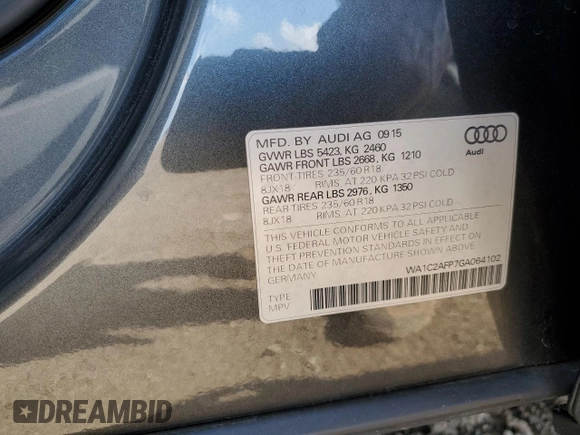 MFD. BY AUDI AG 09 15
GVWR LBS 5423, KG 2460
GAWR FRONT LBS 2668, KG 1210
FRONT-TIRES 235/60 R18
8JX18 RIMS, AT 220 KPA 32 PSI COLD
GAWR REAR LBS 2976, KG 1350
REAR-TIRES 235/60 R18
8JX18 RIMS, AT 220 KPA 32 PSI COLD
THIS VEHICLE CONFORMS TO ALL APPLICABLE
U.S. FEDERAL MOTOR VEHICLE SAFETY AND
THEFT PREVENTION STANDARDS IN EFFECT ON
THE DATE OF MANUFACTURE SHOWN ABOVE.
GERMANY
Audi
WA1C2AFP7GA064102
TYPE
MPV
DREAMBID